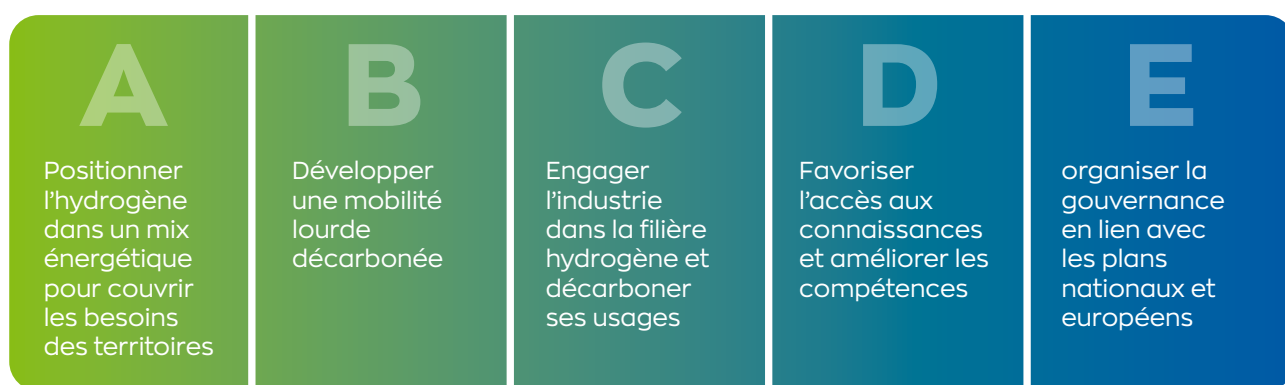 A
Positionner
l'hydrogène
dans un mix
énergétique
pour couvrir
les besoins
des territoires
B
Développer
une mobilité
lourde
décarbonée
C
Engager
l'industrie
dans la filière
hydrogène et
décarboner
ses usages
D
Favoriser
l'accès aux
connaissances
et améliorer les
compétences
E
organiser la
gouvernance
en lien avec
les plans
nationaux et
européens